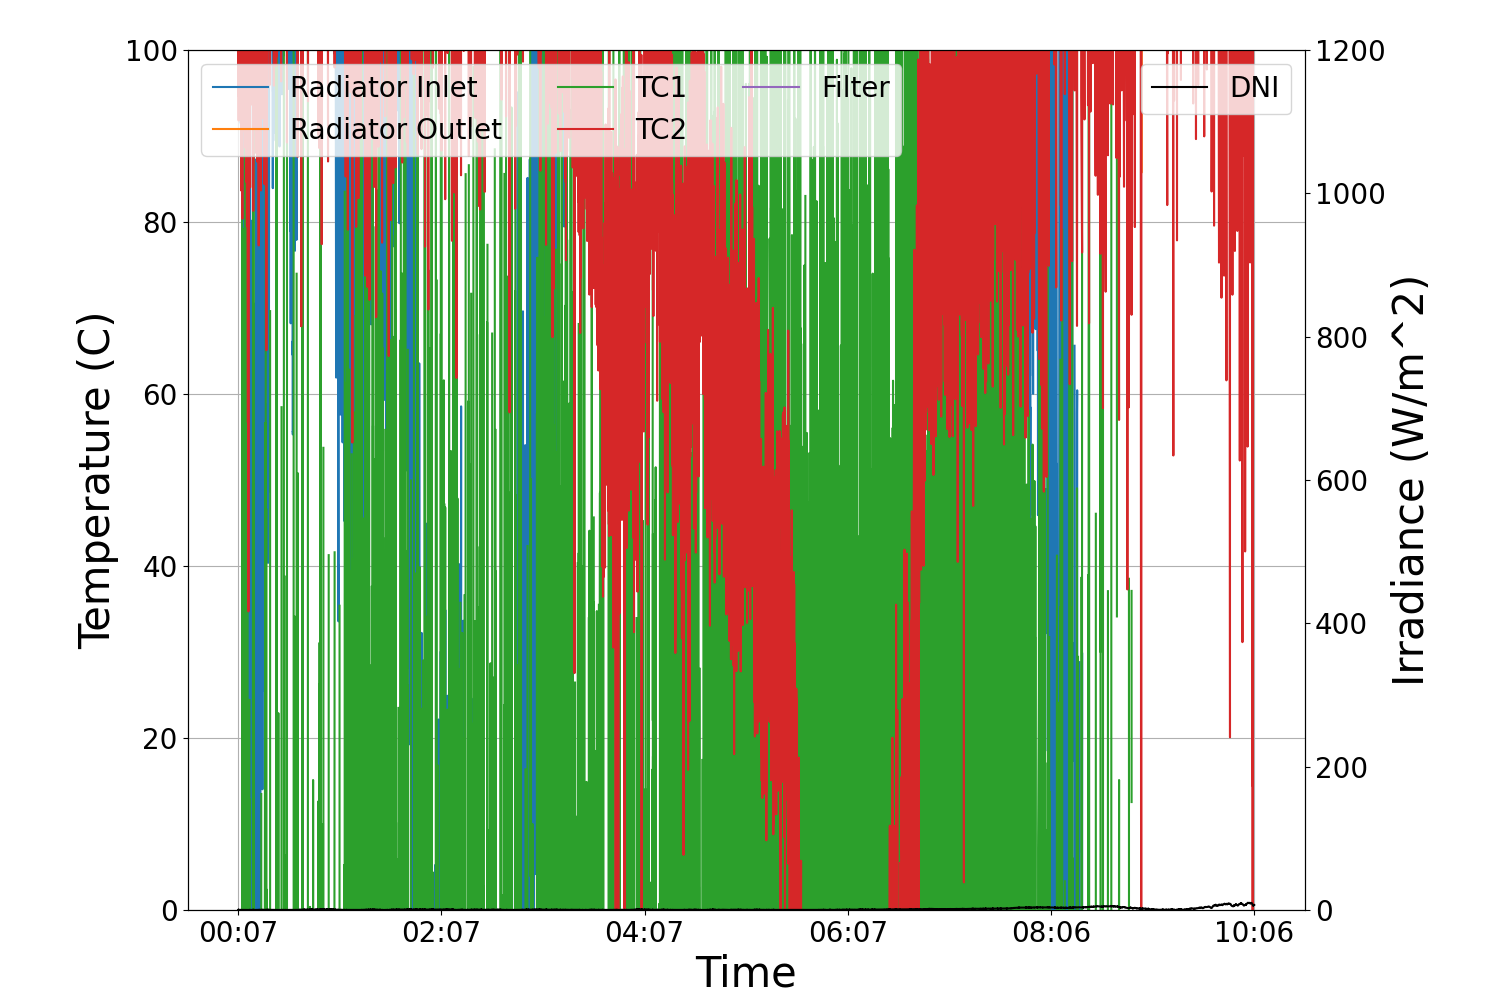 Radiator Inlet
Radiator Outlet
TC1
TC2
Filter
DNI
100
80
60
40
20
0
Temperature (C)
1200
1000
800
600
400
200
0
Irradiance (W/m^2)
00:07 02:07 04:07 06:07 08:06 10:06
Time